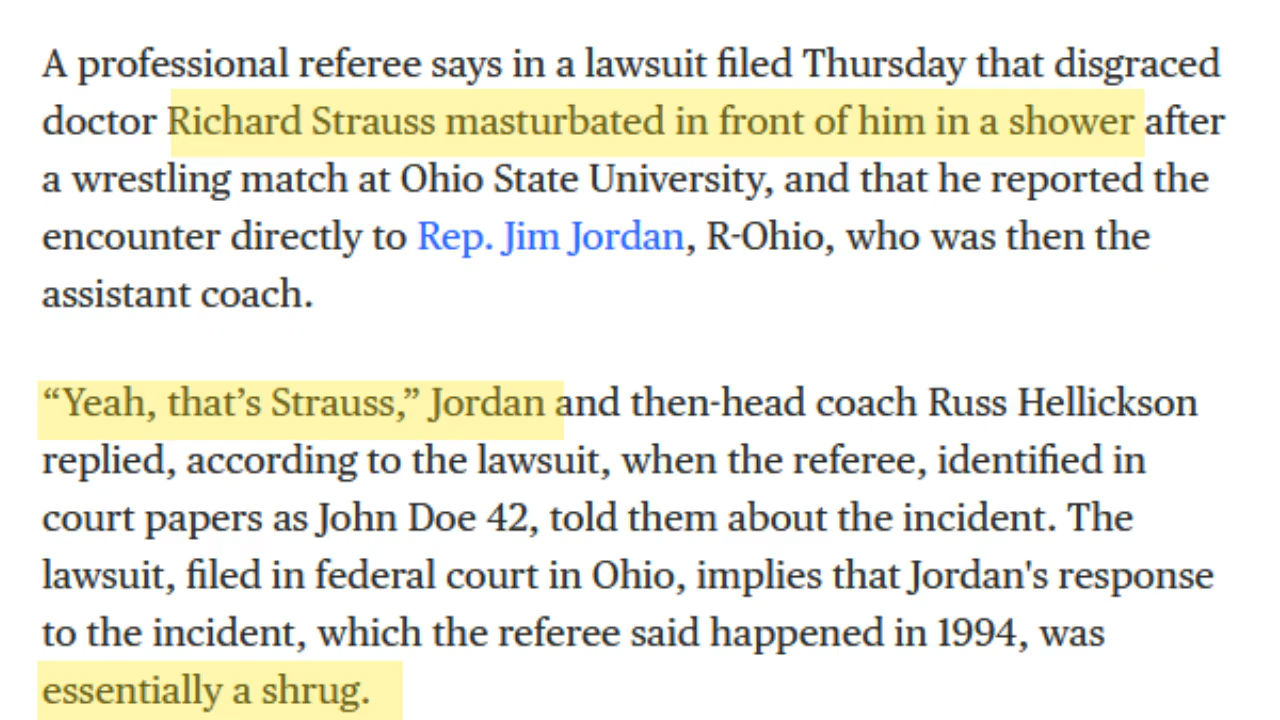 A professional referee says in a lawsuit filed Thursday that disgraced
doctor Richard Strauss masturbated in front of him in a shower after
a wrestling match at Ohio State University, and that he reported the
encounter directly to Rep. Jim Jordan, R-Ohio, who was then the
assistant coach.
“Yeah, that’s Strauss,” Jordan and then-head coach Russ Hellickson
replied, according to the lawsuit, when the referee, identified in
court papers as John Doe 42, told them about the incident. The
lawsuit, filed in federal court in Ohio, implies that Jordan's response
to the incident, which the referee said happened in 1994, was
essentially a shrug.